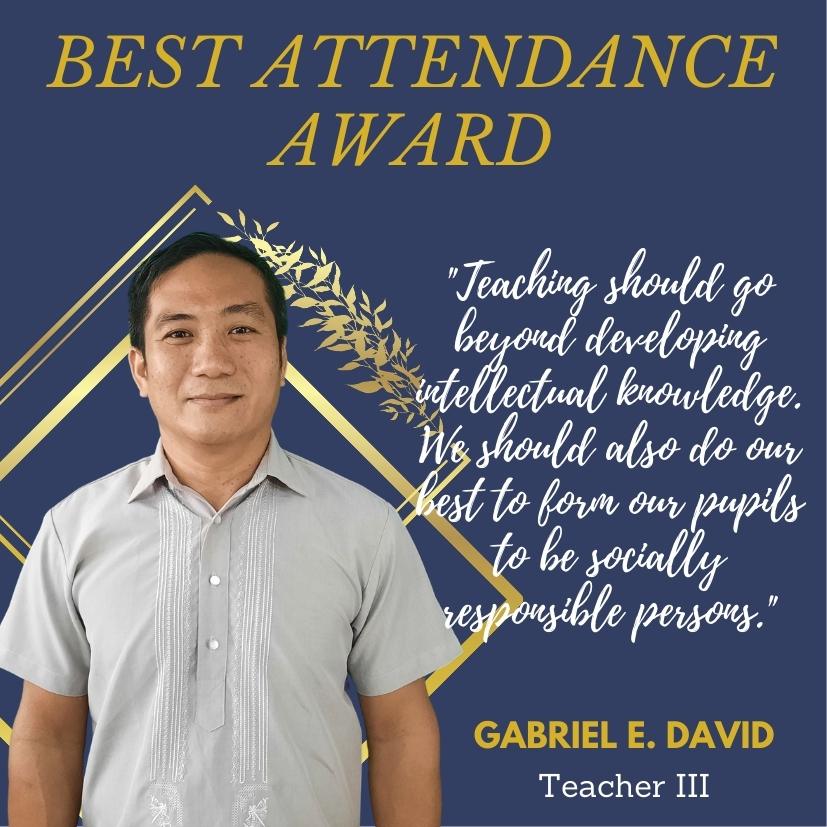 BEST ATTENDANCE
AWARD
"Teaching should go
beyond developing
intellectual knowledge.
We should also do our
best to form our pupils
to be socially
responsible persons."
GABRIEL E. DAVID
Teacher III